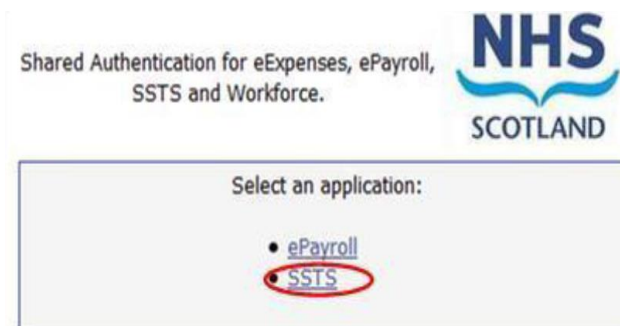 Shared Authentication for eExpenses, ePayroll,
SSTS and Workforce.
NHS
SCOTLAND
Select an application:
• ePayroll
• SSTS